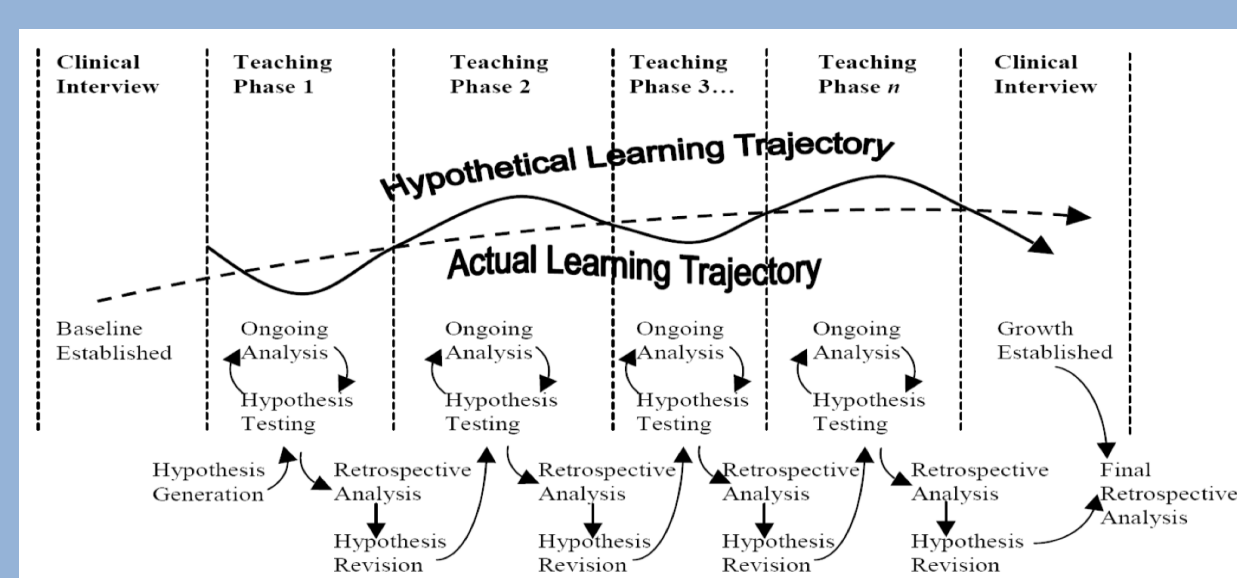 Clinical
Interview
Teaching
Phase 1
Teaching
Phase 2
Teaching
Phase 3…
Teaching
Phase n
Clinical
Interview
Hypothetical Learning Trajectory
Actual Learning Trajectory
Baseline
Established
Ongoing
Analysis
Hypothesis
Testing
Ongoing
Analysis
Hypothesis
Testing
Ongoing
Analysis
Hypothesis
Testing
Ongoing
Analysis
Hypothesis
Testing
Growth
Established
Hypothesis
Generation
Retrospective
Analysis
Hypothesis
Revision
Retrospective
Analysis
Hypothesis
Revision
Retrospective
Analysis
Hypothesis
Revision
Retrospective
Analysis
Hypothesis
Revision
Final
Retrospective
Analysis